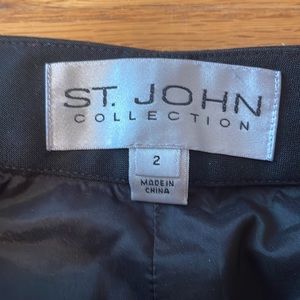 ST. JOHN
COLLECTION
2
MADE IN
CHINA